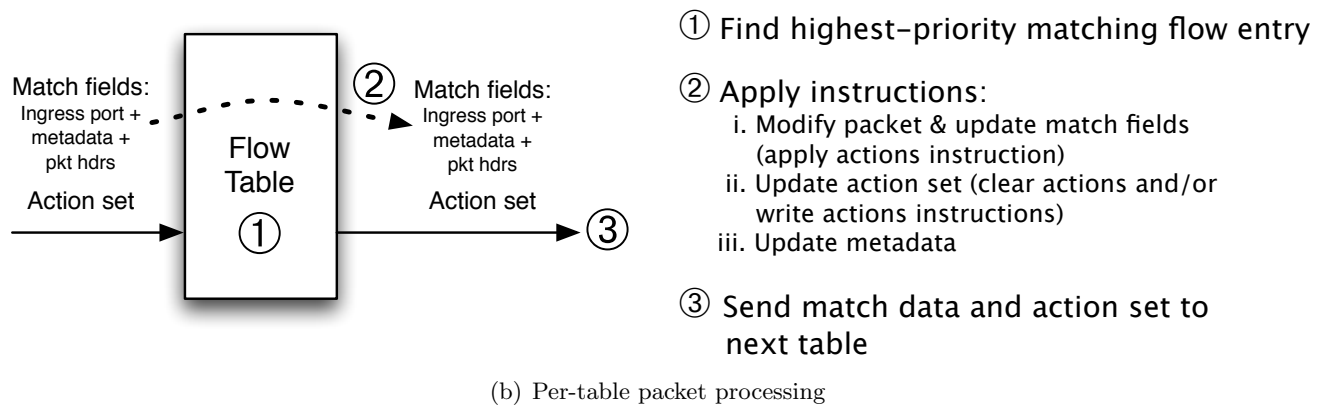 Match fields:
Ingress port +
metadata +
pkt hdrs
Action set
Flow
Table
①
②
Match fields:
Ingress port +
metadata +
pkt hdrs
Action set
③
① Find highest-priority matching flow entry
② Apply instructions:
i. Modify packet & update match fields
(apply actions instruction)
ii. Update action set (clear actions and/or
write actions instructions)
iii. Update metadata
③ Send match data and action set to
next table
(b) Per-table packet processing